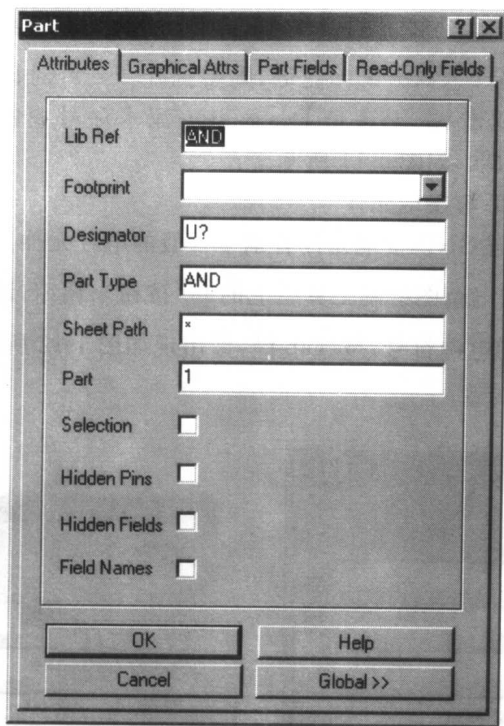 Part ? X
Attributes Graphical Attrs Part Fields Read-Only Fields
Lib Ref AND
Footprint
Designator U?
Part Type AND
Sheet Path *
Part 1
Selection
Hidden Pins
Hidden Fields
Field Names
OK Help
Cancel Global >>